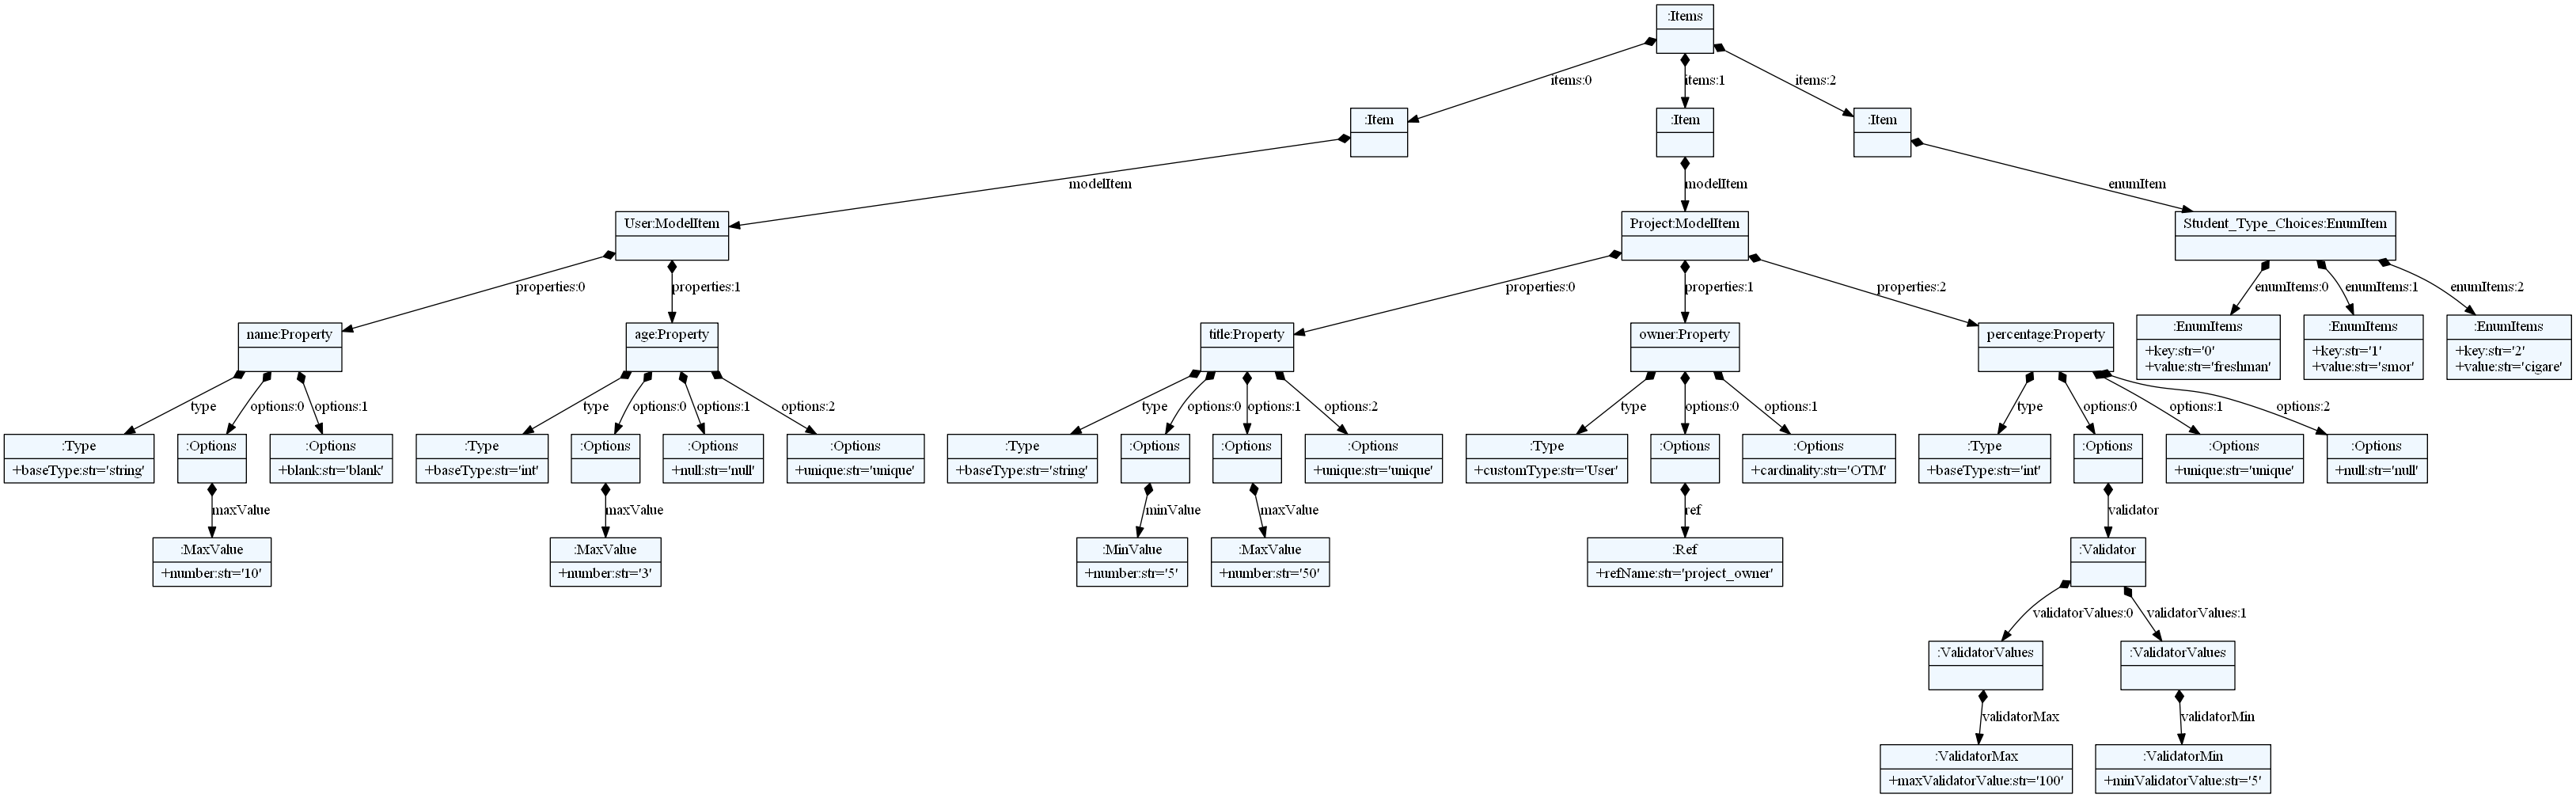 :Items
items:0
items:1
items:2
:Item
:Item
:Item
modelItem
modelItem
enumItem
User:ModelItem
Project:ModelItem
Student_Type_Choices:EnumItem
properties:0
properties:1
properties:0
properties:1
properties:2
enumItems:0
enumItems:1
enumItems:2
name:Property
age:Property
title:Property
owner:Property
percentage:Property
:EnumItems
+key:str='0'
+value:str='freshman'
:EnumItems
+key:str='1'
+value:str='smor'
:EnumItems
+key:str='2'
+value:str='cigare'
type
options:0
options:1
type
options:0
options:1
options:2
type
options:0
options:1
options:2
type
options:0
options:1
type
options:0
options:1
options:2
:Type
+baseType:str='string'
:Options
:Options
+blank:str='blank'
:Type
+baseType:str='int'
:Options
:Options
+null:str='null'
:Options
+unique:str='unique'
:Type
+baseType:str='string'
:Options
:Options
:Options
+unique:str='unique'
:Type
+customType:str='User'
:Options
:Options
+cardinality:str='OTM'
:Type
+baseType:str='int'
:Options
:Options
+unique:str='unique'
:Options
+null:str='null'
maxValue
maxValue
minValue
maxValue
ref
validator
:MaxValue
+number:str='10'
:MaxValue
+number:str='3'
:MinValue
+number:str='5'
:MaxValue
+number:str='50'
:Ref
+refName:str='project_owner'
:Validator
validatorValues:0
validatorValues:1
:ValidatorValues
:ValidatorValues
validatorMax
validatorMin
:ValidatorMax
+maxValidatorValue:str='100'
:ValidatorMin
+minValidatorValue:str='5'